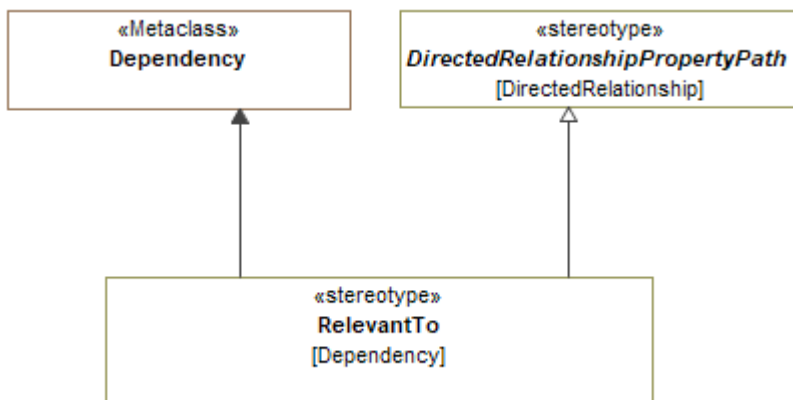 «Metaclass»
Dependency
«stereotype»
DirectedRelationshipPropertyPath
[DirectedRelationship]
«stereotype»
RelevantTo
[Dependency]